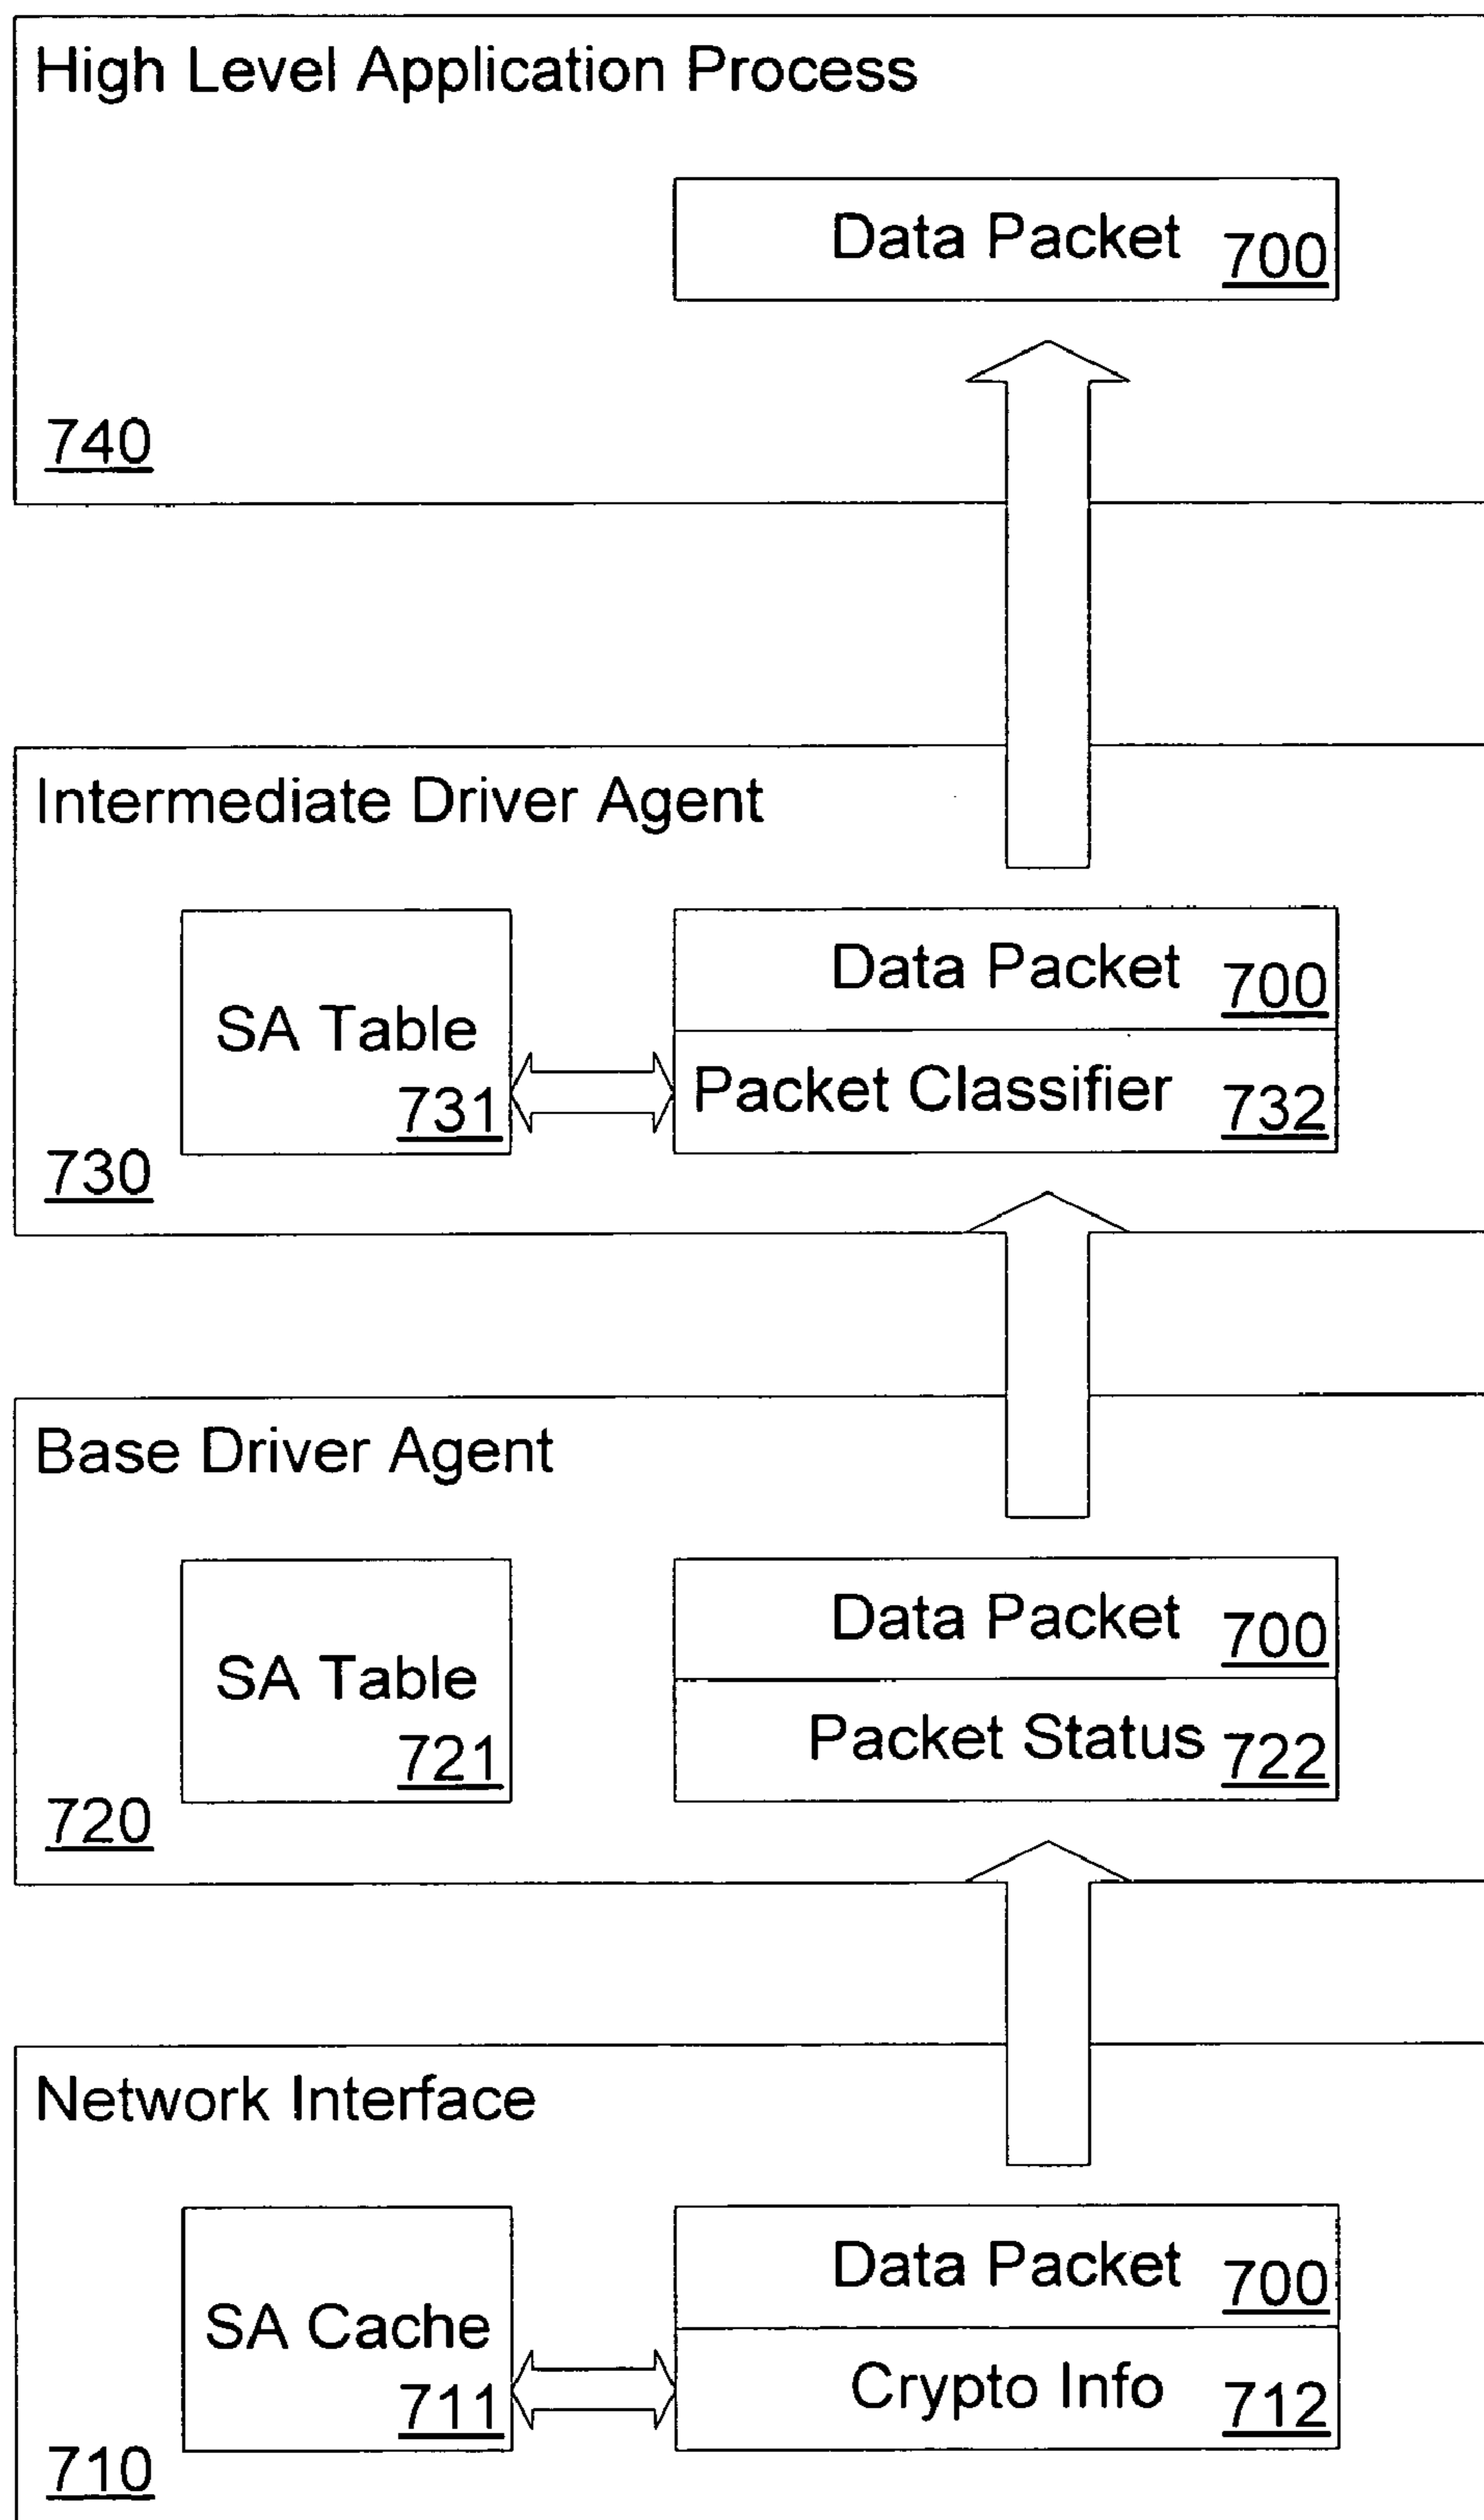 High Level Application Process
Data Packet 700
740
Intermediate Driver Agent
Data Packet 700
SA Table
731
Packet Classifier 732
730
Base Driver Agent
Data Packet 700
SA Table
721
Packet Status 722
720
Network Interface
Data Packet 700
SA Cache
711
Crypto Info 712
710